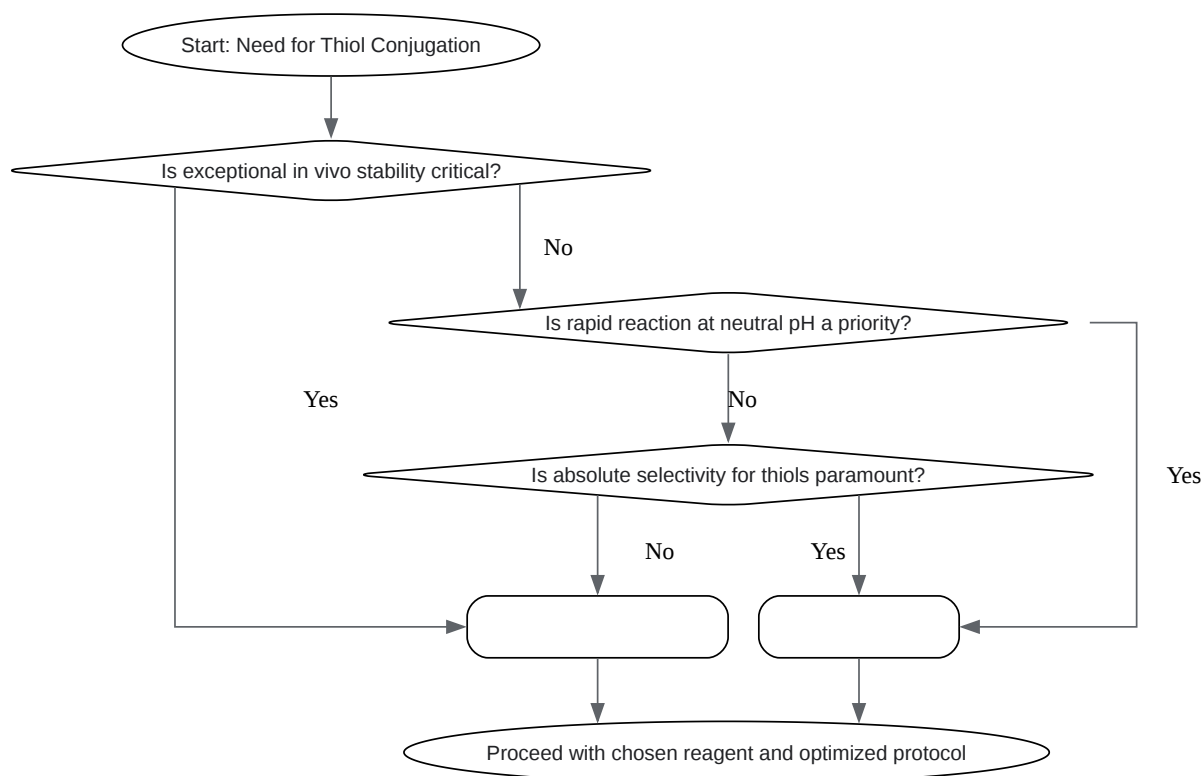 Start: Need for Thiol Conjugation
Is exceptional in vivo stability critical?
No
Is rapid reaction at neutral pH a priority?
Yes
No
Is absolute selectivity for thiols paramount?
Yes
No
Yes
Proceed with chosen reagent and optimized protocol